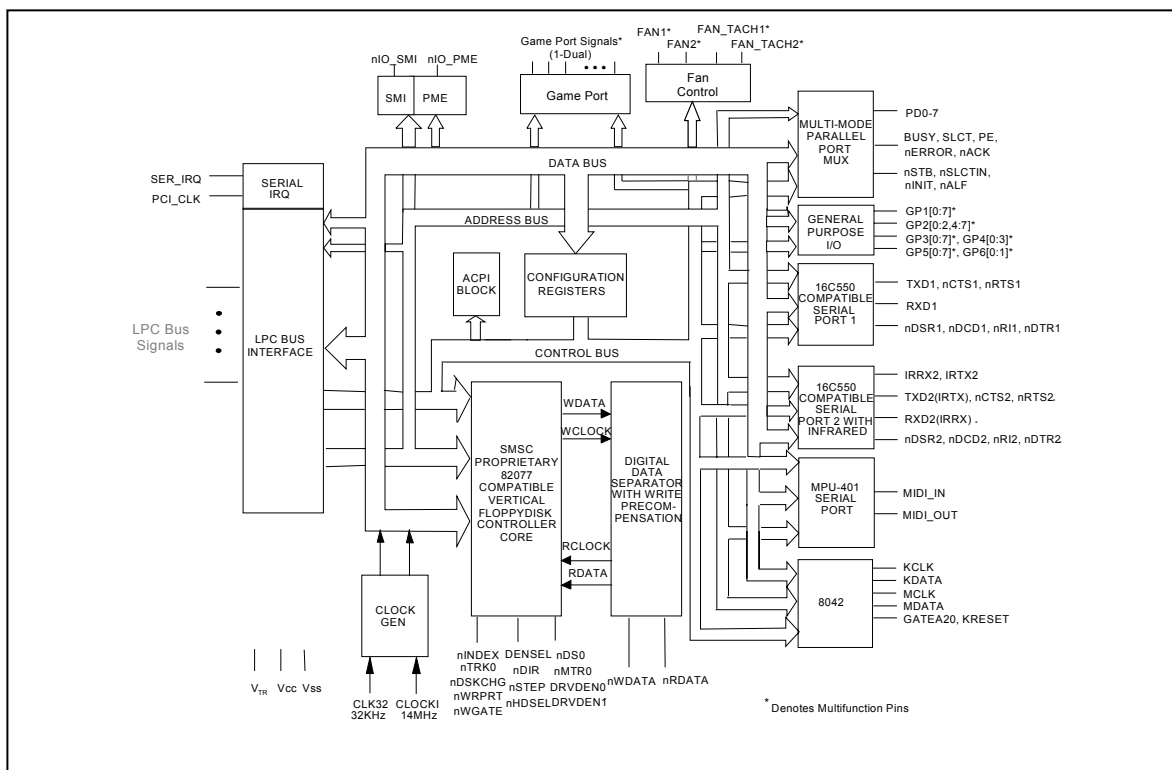 Game Port Signals*
(1-Dual)
FAN1*
FAN2*
FAN_TACH1*
FAN_TACH2*
nIO_SMI
nIO_PME
SMI
PME
Game Port
Fan
Control
MULTI-MODE
PARALLEL
PORT
MUX
PD0-7
BUSY, SLCT, PE,
nERROR, nACK
nSTB, nSLCTIN,
nINIT, nALF
DATA BUS
SER_IRQ
PCI_CLK
SERIAL
IRQ
ADDRESS BUS
GENERAL
PURPOSE
I/O
GP1[0:7]*
GP2[0:2,4:7]*
GP3[0:7]*, GP4[0:3]*
GP5[0:7]*, GP6[0:1]*
ACPI
BLOCK
CONFIGURATION
REGISTERS
16C550
COMPATIBLE
SERIAL
PORT 1
TXD1, nCTS1, nRTS1
RXD1
nDSR1, nDCD1, nRI1, nDTR1
LPC Bus
Signals
LPC BUS
INTERFACE
CONTROL BUS
16C550
COMPATIBLE
SERIAL
PORT 2 WITH
INFRARED
IRRX2, IRTX2
TXD2(IRTX), nCTS2, nRTS2.
RXD2(IRRX) .
nDSR2, nDCD2, nRI2, nDTR2
SMSC
PROPRIETARY
82077
COMPATIBLE
VERTICAL
FLOPPYDISK
CONTROLLER
CORE
WDATA
WCLOCK
RCLOCK
RDATA
DIGITAL
DATA
SEPARATOR
WITH WRITE
PRECOM-
PENSATION
MPU-401
SERIAL
PORT
MIDI_IN
MIDI_OUT
8042
KCLK
KDATA
MCLK
MDATA
GATEA20, KRESET
CLOCK
GEN
VTR
Vcc
Vss
CLK32
32KHz
CLOCKI
14MHz
nINDEX
nTRK0
nDSKCHG
nWRPRT
nWGATE
DENSEL
nDIR
nSTEP
nHDSEL
nDS0
nMTR0
DRVDEN0
DRVDEN1
nWDATA
nRDATA
* Denotes Multifunction Pins